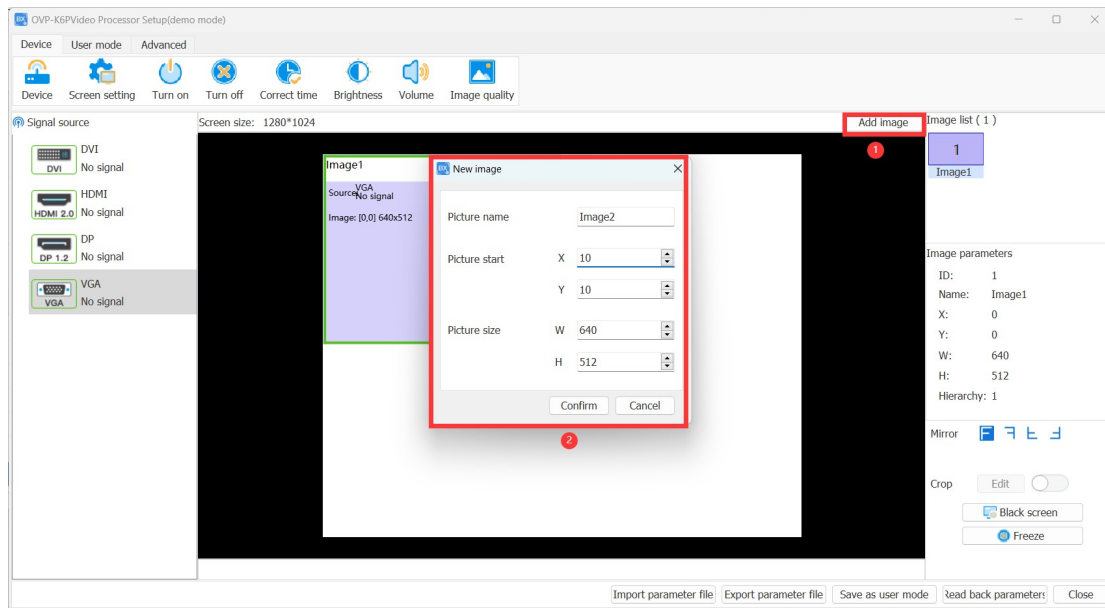 OVP-K6PVideo Processor Setup(demo mode)
Device User mode Advanced
Device Screen setting Turn on Turn off Correct time Brightness Volume Image quality
Signal source
DVI
DVI No signal
HDMI
HDMI 2.0 No signal
DP
DP 1.2 No signal
VGA
VGA No signal
Screen size: 1280*1024
Add image
1
Image1
Source VGA
No signal
Image: [0,0] 640x512
New image
Picture name Image2
Picture start X 10
Y 10
Picture size W 640
H 512
Confirm Cancel
2
Image list ( 1 )
1
Image1
Image parameters
ID: 1
Name: Image1
X: 0
Y: 0
W: 640
H: 512
Hierarchy: 1
Mirror
Crop Edit
Black screen
Freeze
Import parameter file Export parameter file Save as user mode Read back parameters Close